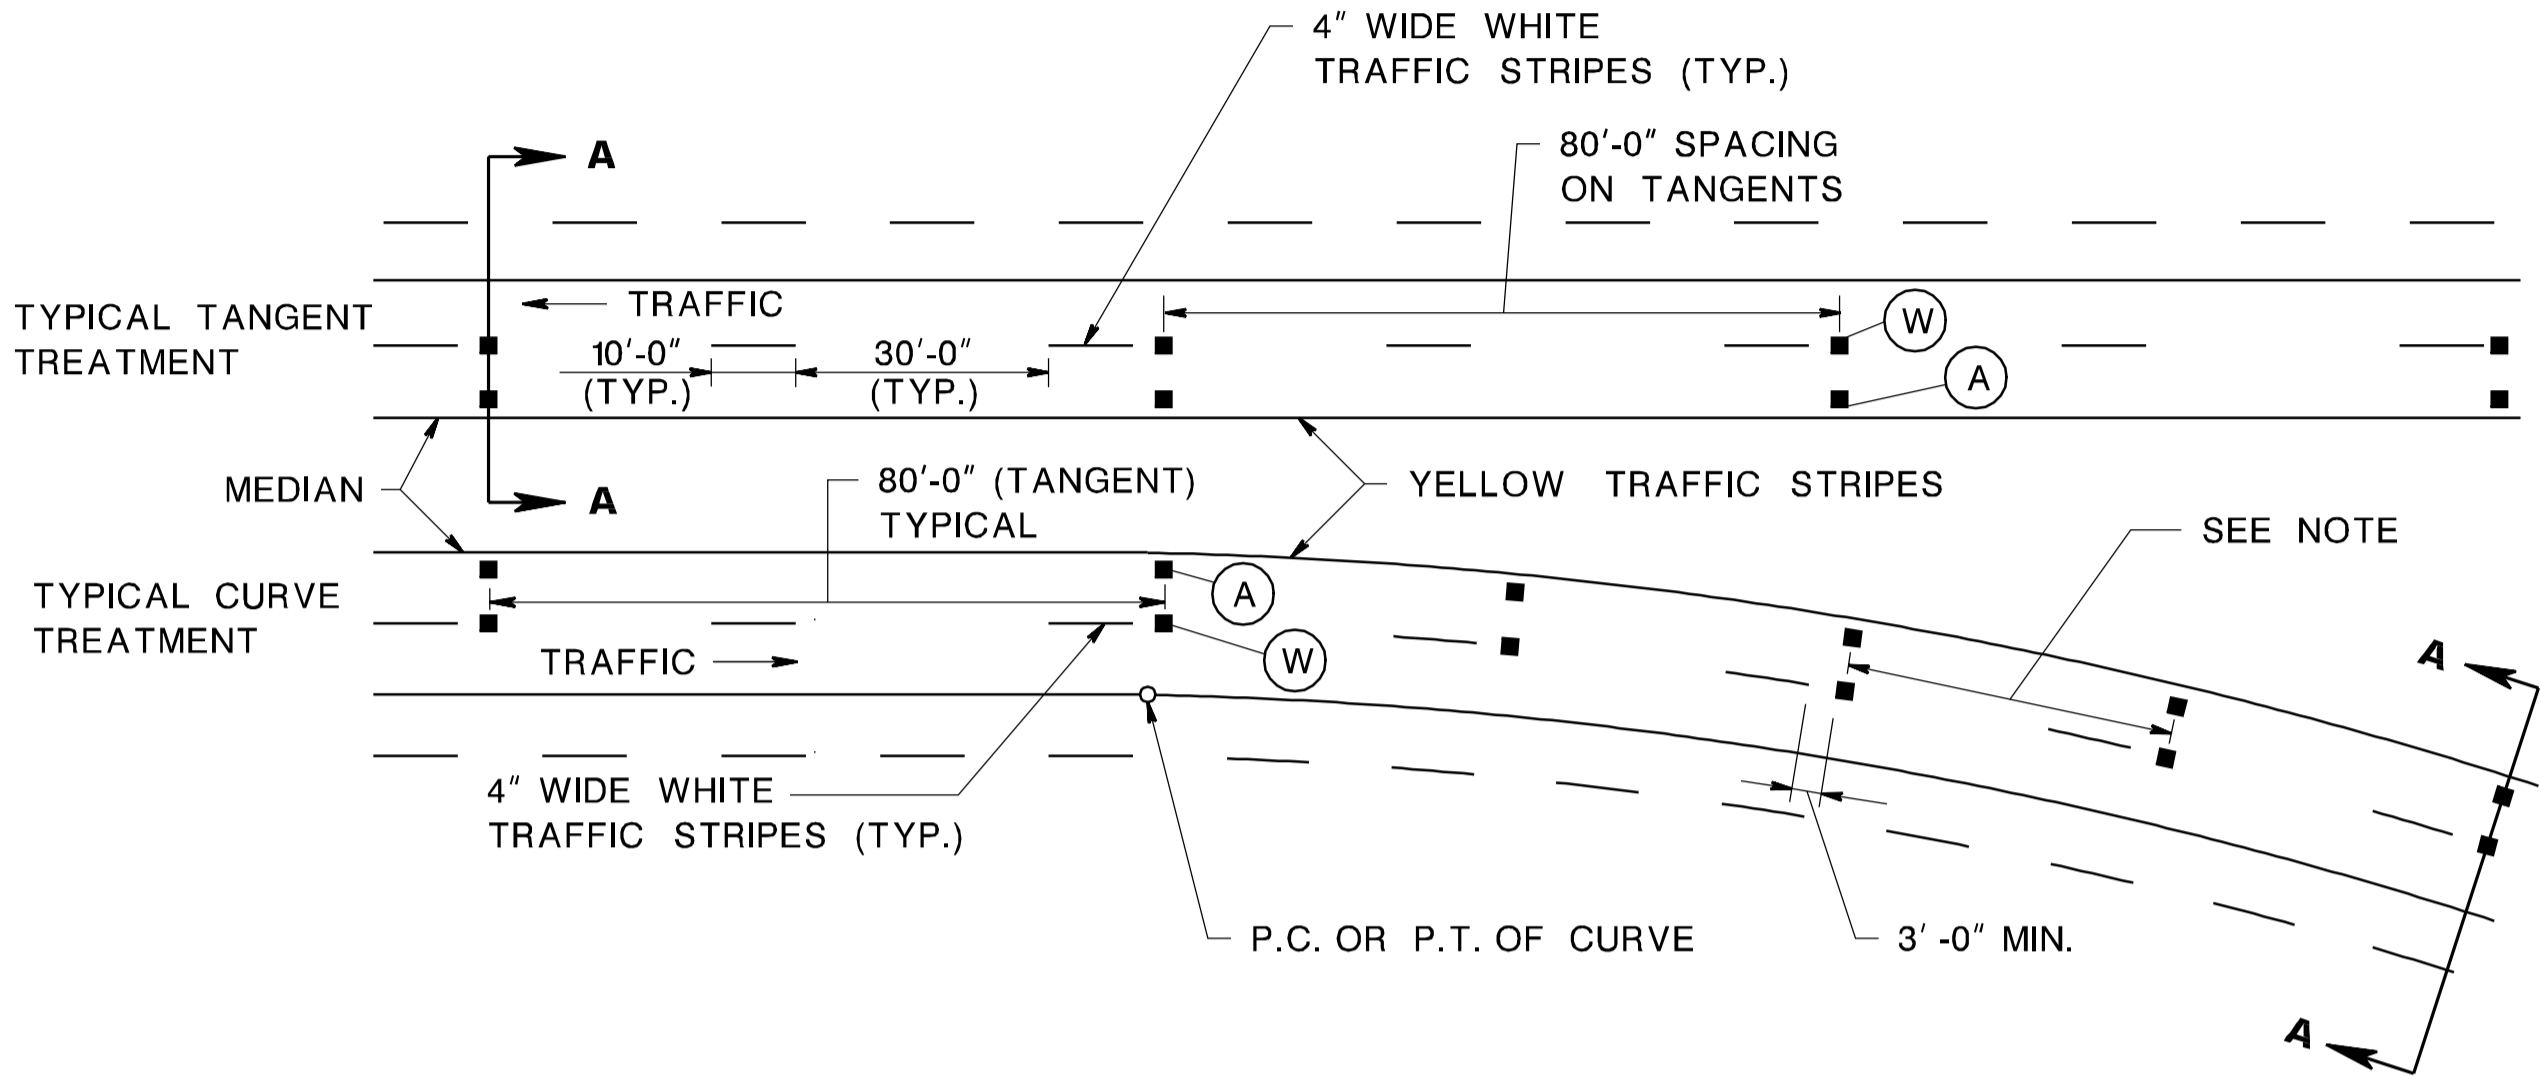 4" WIDE WHITE
TRAFFIC STRIPES (TYP.)
80'-0" SPACING
ON TANGENTS
A
TYPICAL TANGENT
TREATMENT
TRAFFIC
10'-0"
(TYP.)
30'-0"
(TYP.)
W
A
MEDIAN
A
80'-0" (TANGENT)
TYPICAL
YELLOW TRAFFIC STRIPES
SEE NOTE
TYPICAL CURVE
TREATMENT
TRAFFIC
A
W
A
4" WIDE WHITE
TRAFFIC STRIPES (TYP.)
P.C. OR P.T. OF CURVE
3'-0" MIN.
A